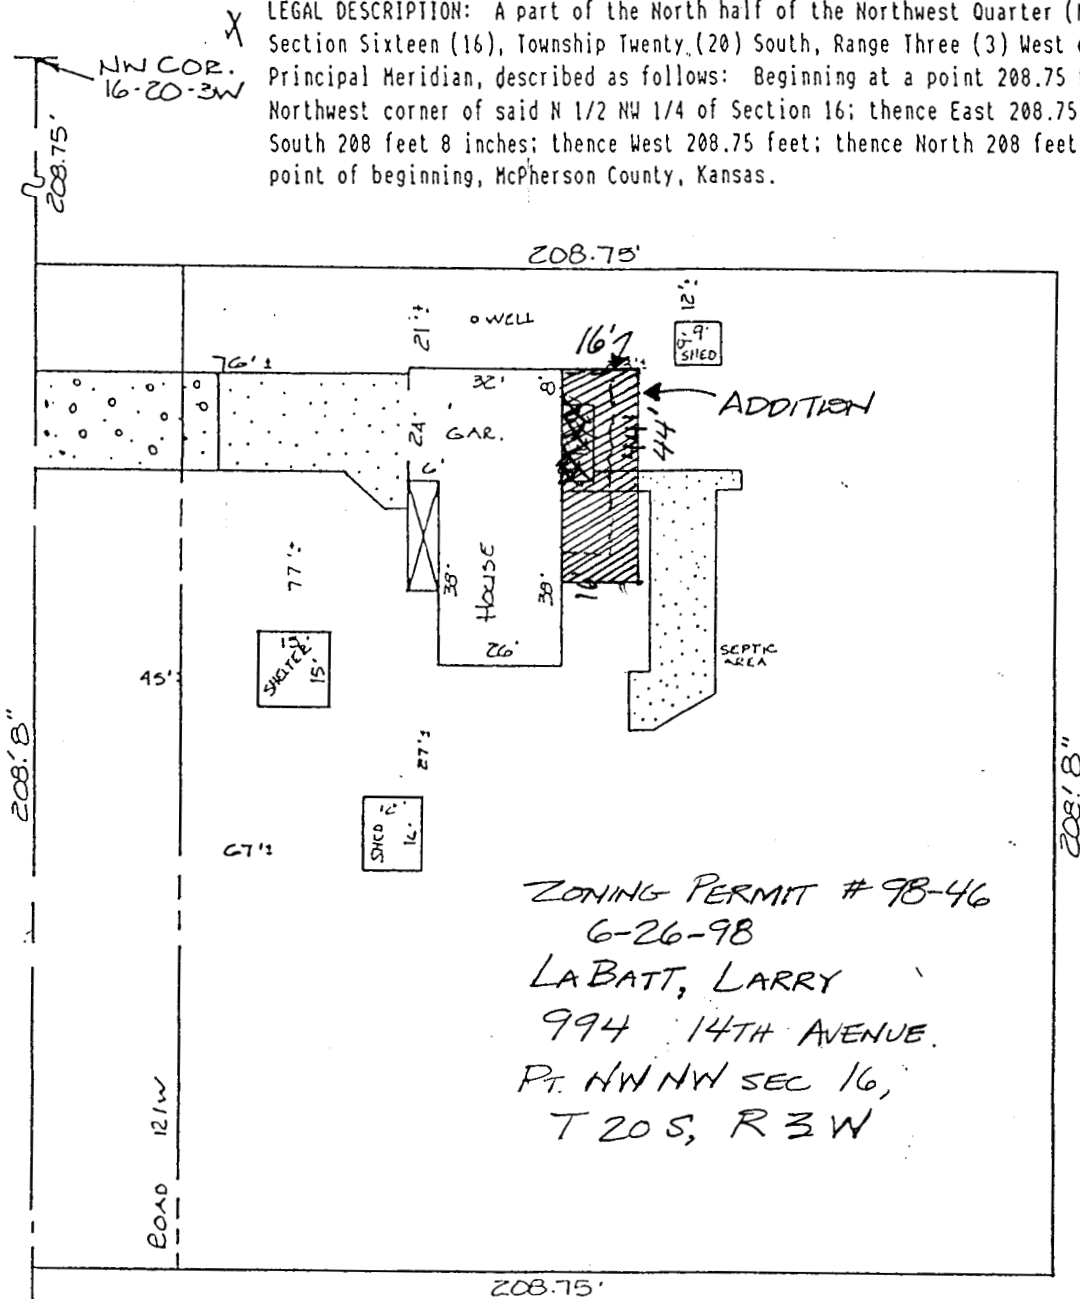 LEGAL DESCRIPTION: A part of the North half of the Northwest Quarter (
Section Sixteen (16), Township Twenty (20) South, Range Three (3) West
Principal Meridian, described as follows: Beginning at a point 208.75
Northwest corner of said N 1/2 NW 1/4 of Section 16; thence East 208.75
South 208 feet 8 inches; thence West 208.75 feet; thence North 208 feet
point of beginning, McPherson County, Kansas.
NW COR.
16-20-3W
208.75'
208.75'
12'±
21'±
WELL
9'
9'
SHED
16'
76'±
32'
8'
ADDITION
24'
GAR.
44'
6'
77'±
38'
HOUSE
38'
16
26'
SEPTIC
AREA
SHELTER
15'
45'±
27'±
208'8"
208'8"
SHED
12'
67'±
ZONING PERMIT # 98-46
6-26-98
LABATT, LARRY
994 14TH AVENUE.
PT. NW NW SEC 16,
T 20 S, R 3 W
ROAD 121W
208.75'